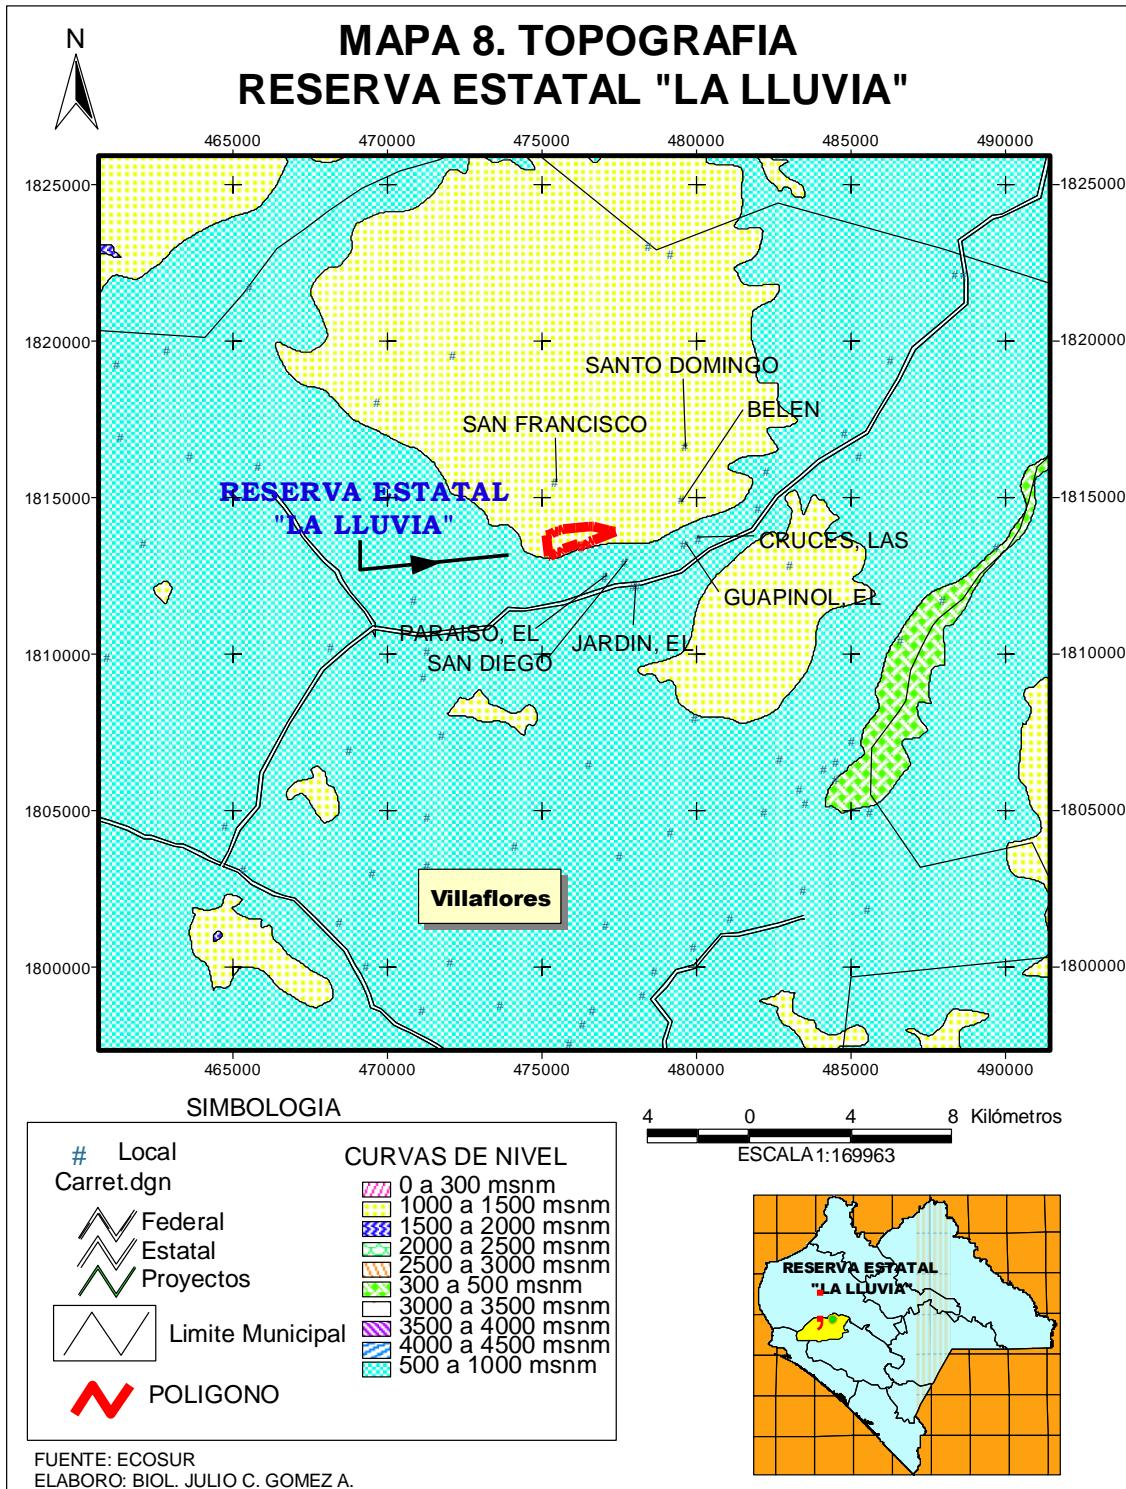 MAPA 8. TOPOGRAFIA
RESERVA ESTATAL "LA LLUVIA"
N
465000 470000 475000 480000 485000 490000
1825000 1825000
1820000 1820000
SANTO DOMINGO
BELEN
SAN FRANCISCO
1815000 1815000
RESERVA ESTATAL
"LA LLUVIA"
CRUCES, LAS
GUAPINOL, EL
PARAISO, EL
JARDIN, EL
SAN DIEGO
1810000 1810000
1805000 1805000
Villaflores
1800000 1800000
465000 470000 475000 480000 485000 490000
SIMBOLOGIA
# Local
Carret.dgn
Federal
Estatal
Proyectos
Limite Municipal
POLIGONO
CURVAS DE NIVEL
0 a 300 msnm
1000 a 1500 msnm
1500 a 2000 msnm
2000 a 2500 msnm
2500 a 3000 msnm
300 a 500 msnm
3000 a 3500 msnm
3500 a 4000 msnm
4000 a 4500 msnm
500 a 1000 msnm
4 0 4 8 Kilómetros
ESCALA 1:169963
RESERVA ESTATAL
"LA LLUVIA"
FUENTE: ECOSUR
ELABORO: BIOL. JULIO C. GOMEZ A.